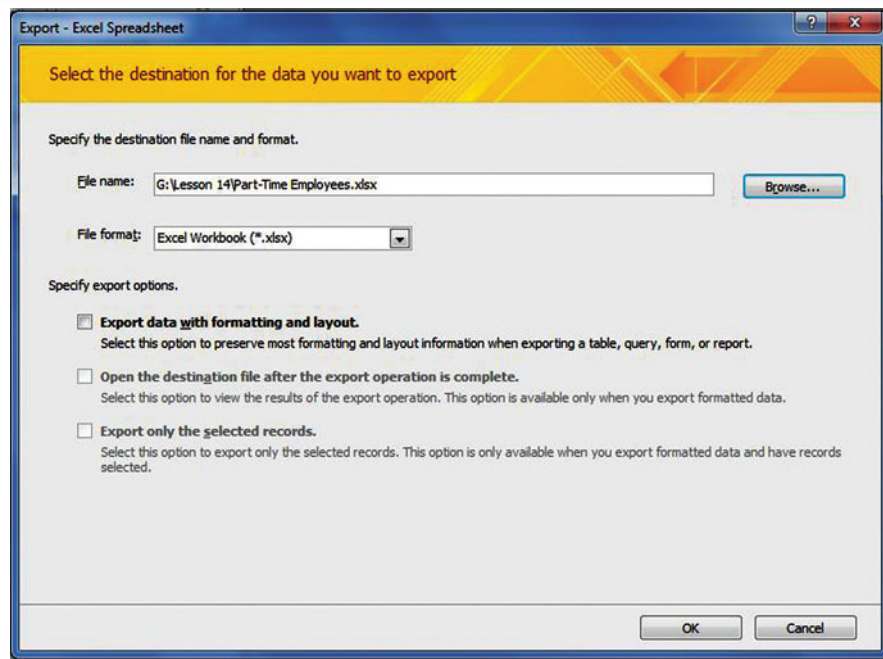 Export - Excel Spreadsheet
Select the destination for the data you want to export
Specify the destination file name and format.
File name: G:\Lesson 14\Part-Time Employees.xlsx Browse...
File format: Excel Workbook (*.xlsx)
Specify export options.
Export data with formatting and layout.
Select this option to preserve most formatting and layout information when exporting a table, query, form, or report.
Open the destination file after the export operation is complete.
Select this option to view the results of the export operation. This option is available only when you export formatted data.
Export only the selected records.
Select this option to export only the selected records. This option is only available when you export formatted data and have records
selected.
OK Cancel